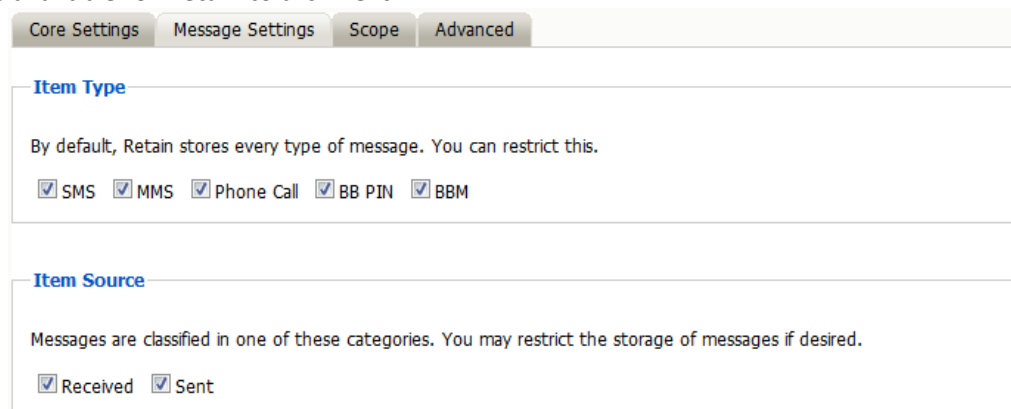 Core Settings Message Settings Scope Advanced
Item Type
By default, Retain stores every type of message. You can restrict this.
SMS MMS Phone Call BB PIN BBM
Item Source
Messages are classified in one of these categories. You may restrict the storage of messages if desired.
Received Sent